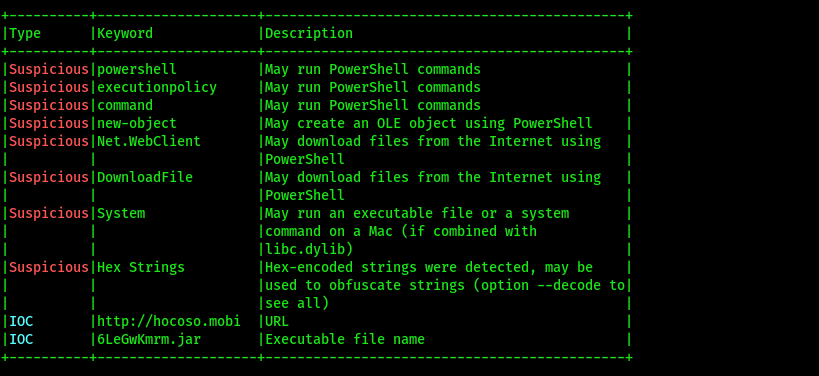 +----------+--------------------+---------------------------------------------+
|Type      |Keyword             |Description                                  |
+----------+--------------------+---------------------------------------------+
|Suspicious|powershell          |May run PowerShell commands                  |
|Suspicious|executionpolicy     |May run PowerShell commands                  |
|Suspicious|command             |May run PowerShell commands                  |
|Suspicious|new-object          |May create an OLE object using PowerShell    |
|Suspicious|Net.WebClient       |May download files from the Internet using   |
|          |                    |PowerShell                                   |
|Suspicious|DownloadFile        |May download files from the Internet using   |
|          |                    |PowerShell                                   |
|Suspicious|System              |May run an executable file or a system       |
|          |                    |command on a Mac (if combined with           |
|          |                    |libc.dylib)                                  |
|Suspicious|Hex Strings         |Hex-encoded strings were detected, may be    |
|          |                    |used to obfuscate strings (option --decode to|
|          |                    |see all)                                     |
|IOC       |http://hocoso.mobi  |URL                                          |
|IOC       |6LeGwKmrm.jar       |Executable file name                         |
+----------+--------------------+---------------------------------------------+